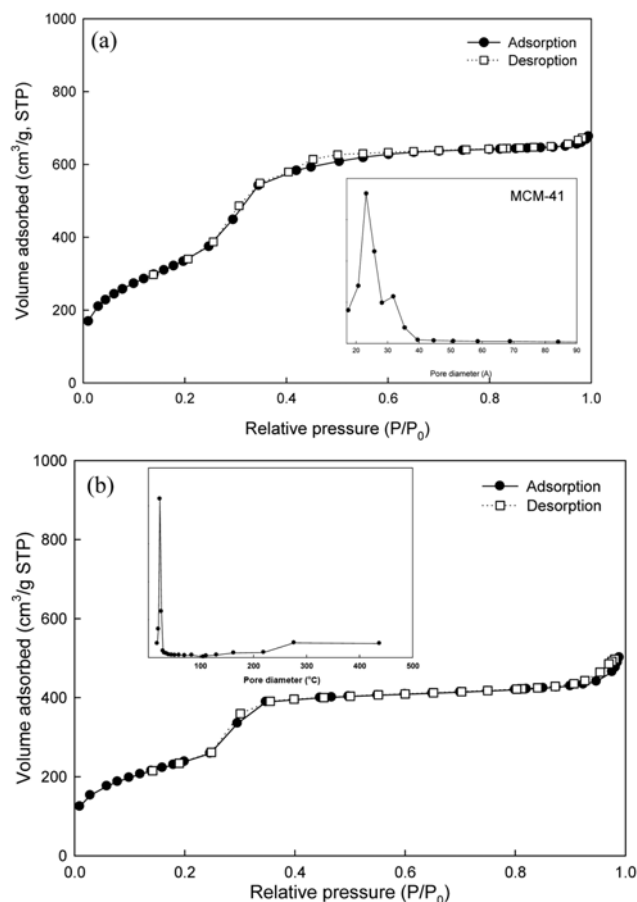 (a)
Adsorption
Desroption
MCM-41
Volume adsorbed (cm³/g, STP)
1000
800
600
400
200
0
20 30 40 50 60 70 80 90
Pore diameter (A)
0.0 0.2 0.4 0.6 0.8 1.0
Relative pressure (P/P₀)
(b)
Adsorption
Desorption
Volume adsorbed (cm³/g STP)
1000
800
600
400
200
0
100 200 300 400 500
Pore diameter (°C)
0.0 0.2 0.4 0.6 0.8 1.0
Relative pressure (P/P₀)